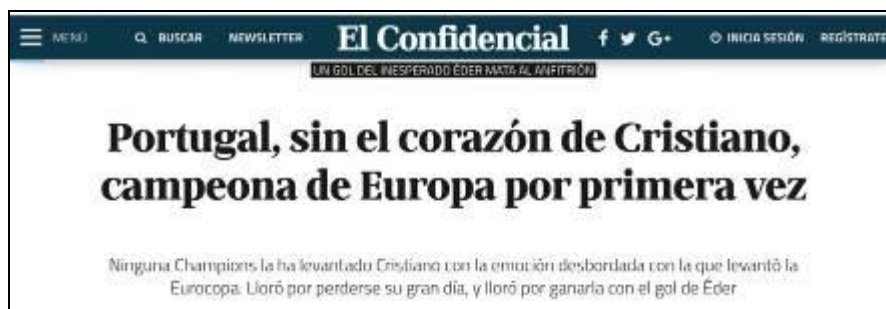 MENÚ BUSCAR NEWSLETTER El Confidencial f G+ INICIA SESIÓN REGÍSTRATE
UN GOL DEL INESPERADO ÉDER MATA AL ANFITRIÓN
Portugal, sin el corazón de Cristiano,
campeona de Europa por primera vez
Ninguna Champions la ha levantado Cristiano con la emoción desbordada con la que levantó la
Eurocopa. Lloró por perderse su gran día, y lloró por ganarla con el gol de Éder